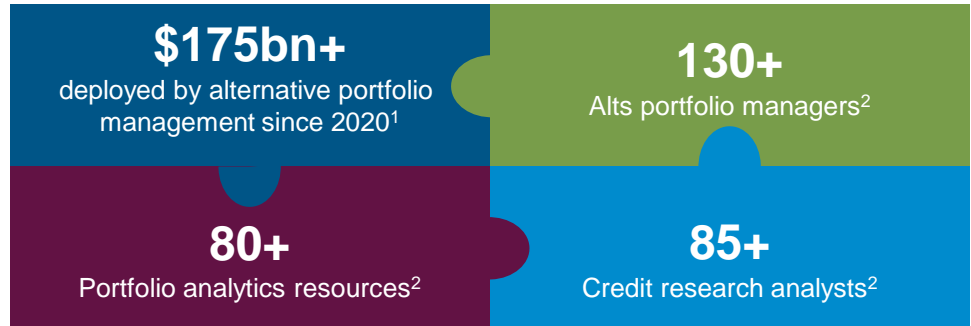 $175bn+
deployed by alternative portfolio
management since 2020¹
130+
Alts portfolio managers²
80+
Portfolio analytics resources²
85+
Credit research analysts²